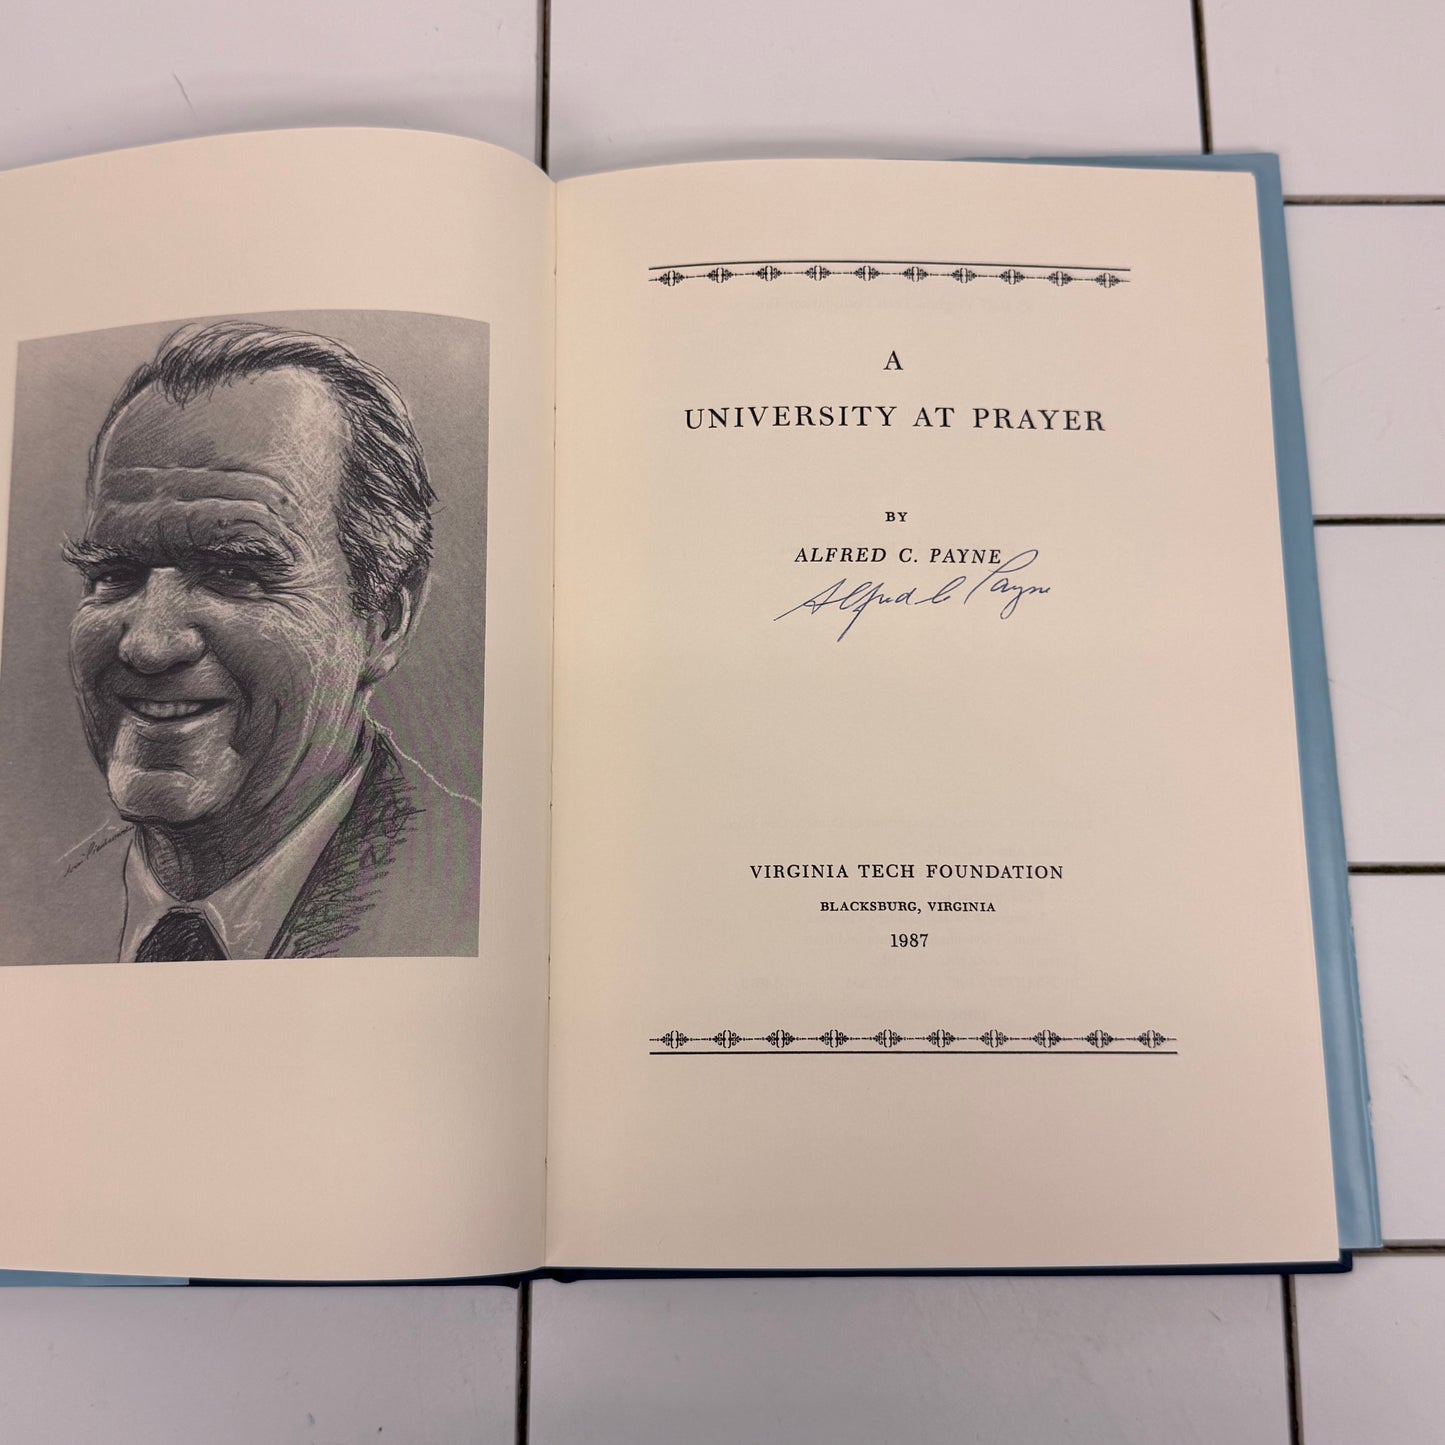 A
UNIVERSITY AT PRAYER
BY
ALFRED C. PAYNE
Alfred C Payne
VIRGINIA TECH FOUNDATION
BLACKSBURG, VIRGINIA
1987